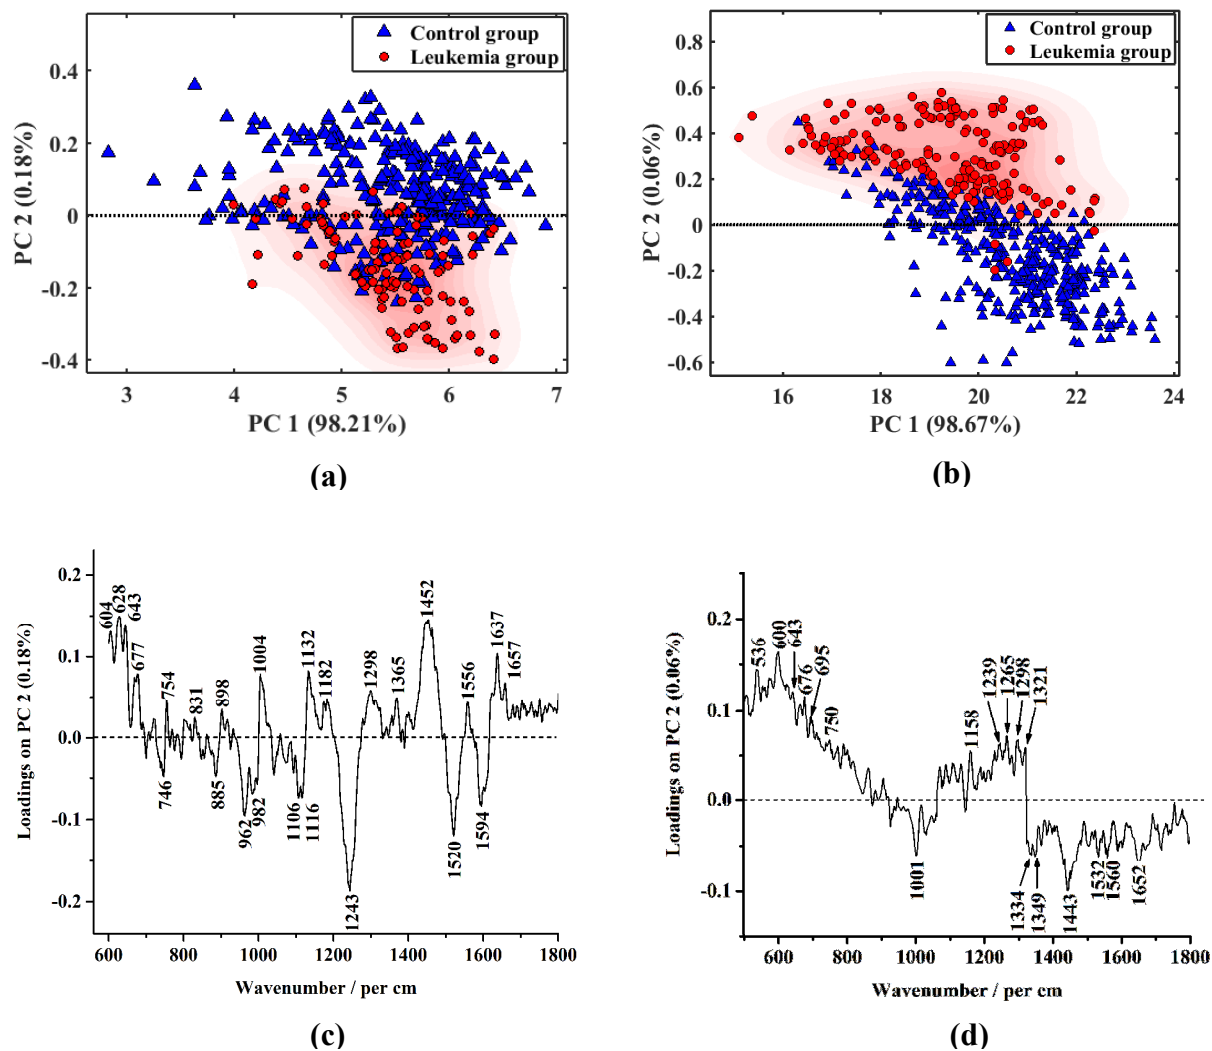 Control group
Leukemia group
0.4
0.2
0
-0.2
-0.4
PC 2 (0.18%)
3 4 5 6 7
PC 1 (98.21%)
(a)
Control group
Leukemia group
0.8
0.6
0.4
0.2
0
-0.2
-0.4
-0.6
PC 2 (0.06%)
16 18 20 22 24
PC 1 (98.67%)
(b)
0.2
0.1
0.0
-0.1
-0.2
Loadings on PC 2 (0.18%)
604 628 643 677 754 831 898 1004 1132 1182 1298 1365 1452 1556 1637 1657
746 885 962 982 1106 1116 1243 1520 1594
600 800 1000 1200 1400 1600 1800
Wavenumber / per cm
(c)
0.2
0.1
0.0
-0.1
Loadings on PC 2 (0.06%)
536 600 643 676 695 750 1158 1239 1265 1298 1321
1001 1334 1349 1443 1532 1560 1652
600 800 1000 1200 1400 1600 1800
Wavenumber / per cm
(d)